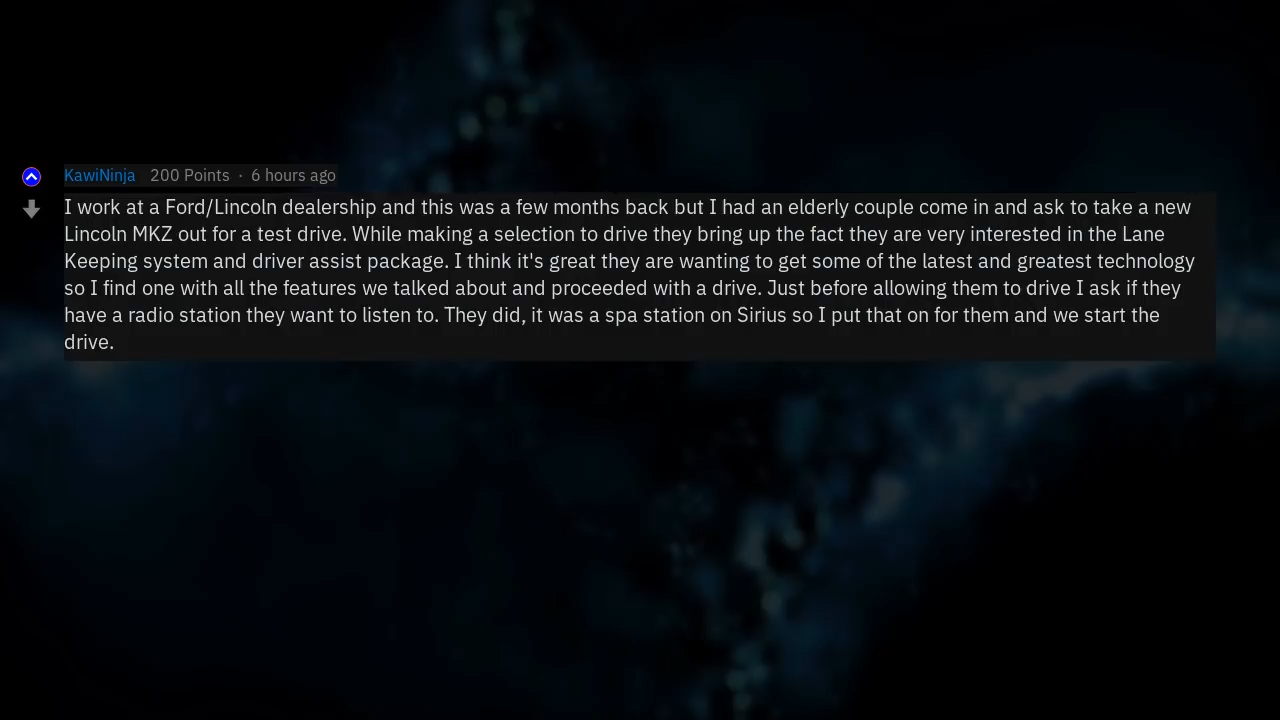 KawiNinja 200 Points · 6 hours ago
I work at a Ford/Lincoln dealership and this was a few months back but I had an elderly couple come in and ask to take a new
Lincoln MKZ out for a test drive. While making a selection to drive they bring up the fact they are very interested in the Lane
Keeping system and driver assist package. I think it's great they are wanting to get some of the latest and greatest technology
so I find one with all the features we talked about and proceeded with a drive. Just before allowing them to drive I ask if they
have a radio station they want to listen to. They did, it was a spa station on Sirius so I put that on for them and we start the
drive.